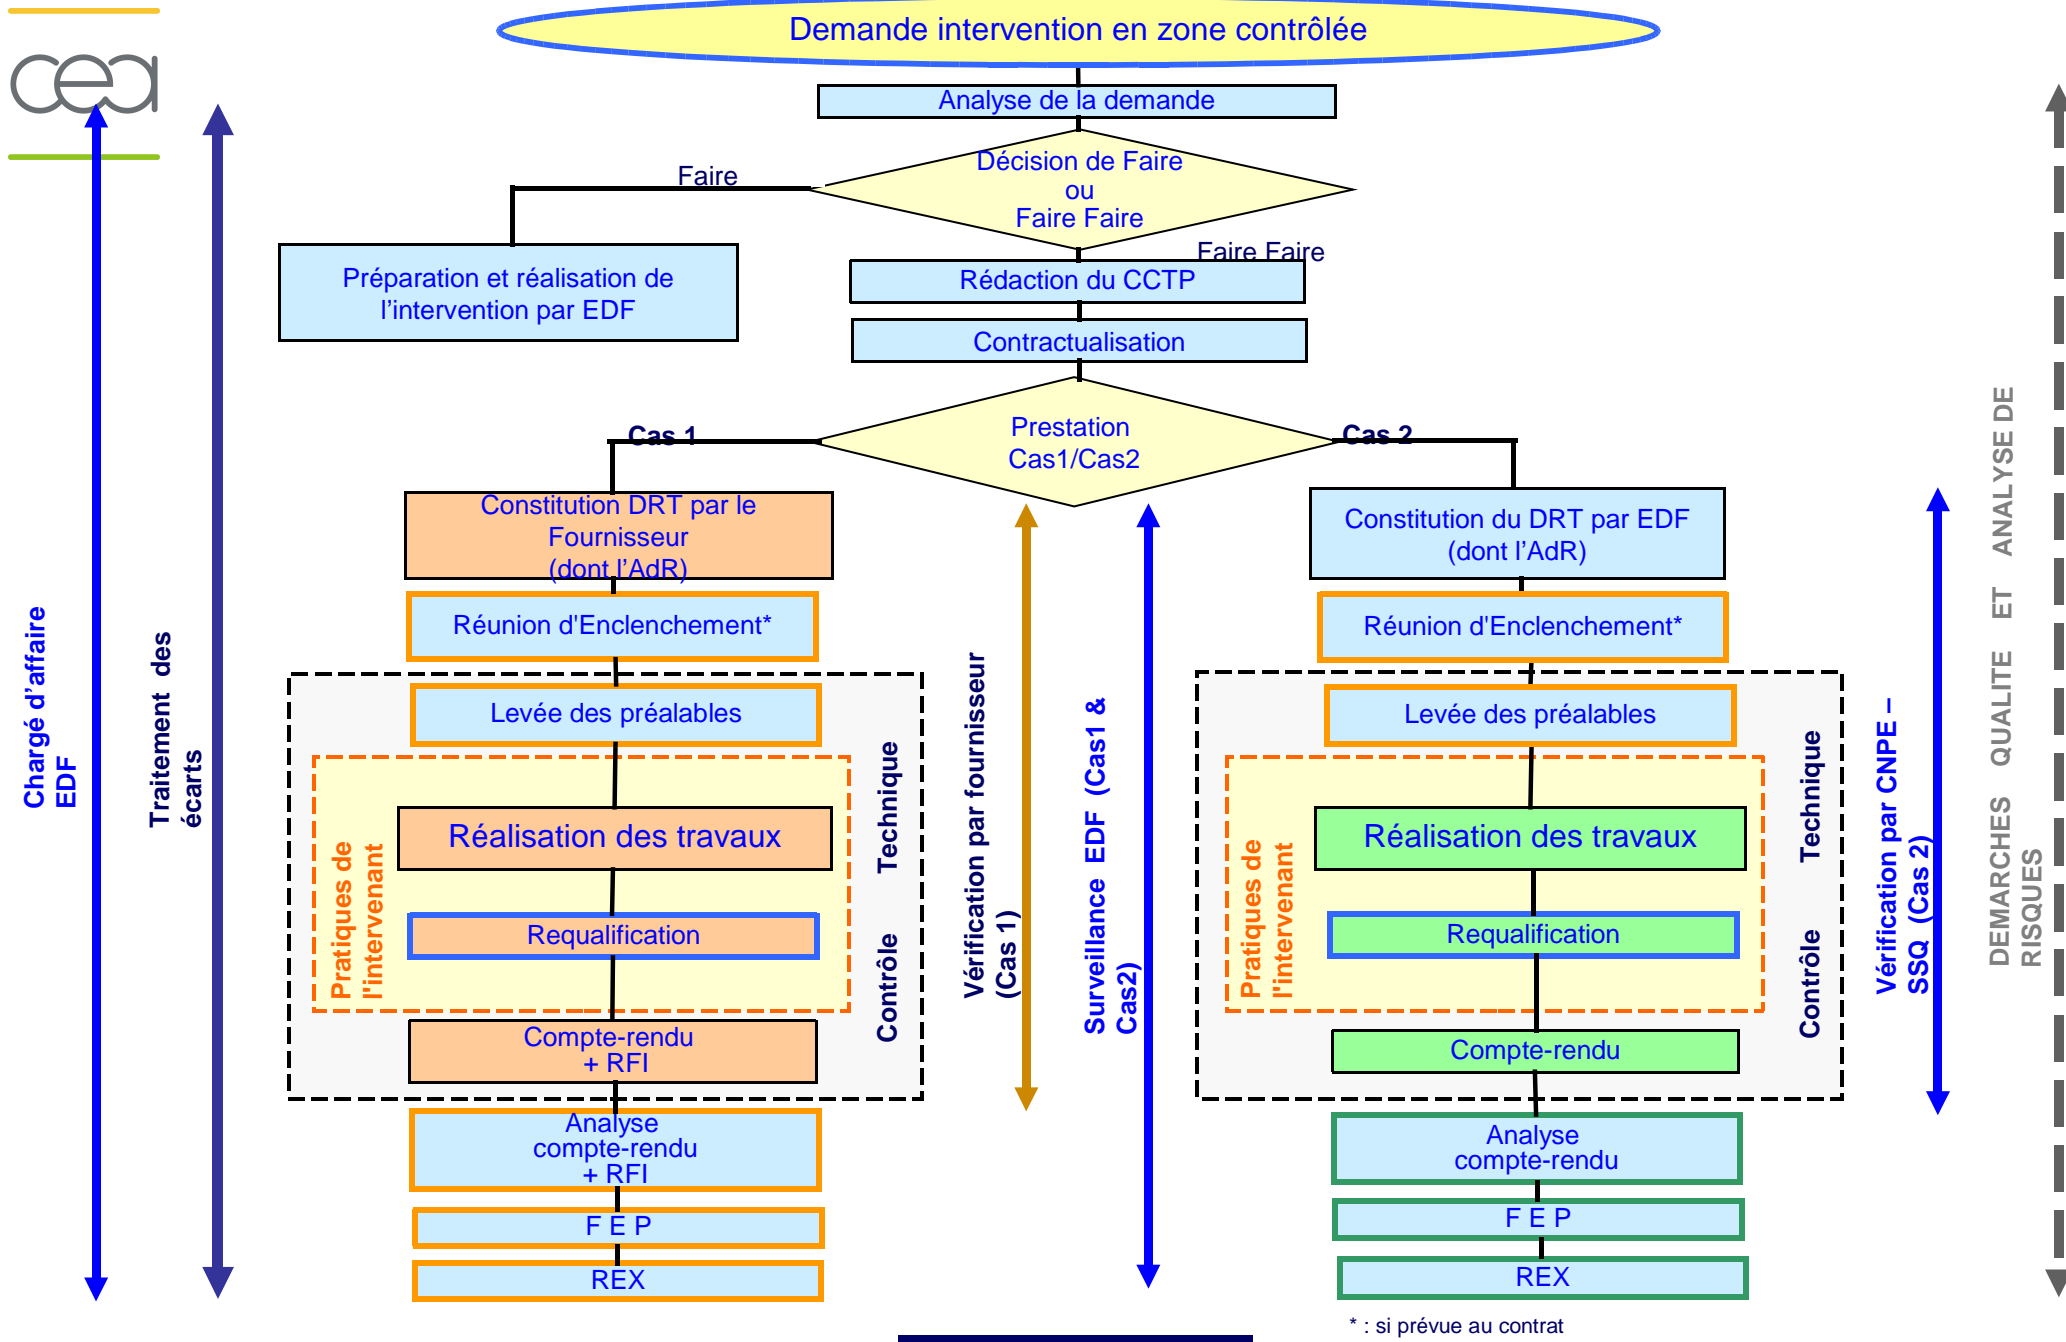 Demande intervention en zone contrôlée
cea
Analyse de la demande
Décision de Faire
ou
Faire Faire
Faire
Faire Faire
Préparation et réalisation de
l'intervention par EDF
Rédaction du CCTP
Contractualisation
Prestation
Cas1/Cas2
Cas 1
Cas 2
Constitution DRT par le
Fournisseur
(dont l'AdR)
Réunion d'Enclenchement*
Levée des préalables
Réalisation des travaux
Requalification
Compte-rendu
+ RFI
Analyse
compte-rendu
+ RFI
F E P
REX
Pratiques de
l'intervenant
Contrôle Technique
Constitution du DRT par EDF
(dont l'AdR)
Réunion d'Enclenchement*
Levée des préalables
Réalisation des travaux
Requalification
Compte-rendu
Analyse
compte-rendu
F E P
REX
Pratiques de
l'intervenant
Contrôle Technique
Chargé d'affaire
EDF
Traitement des
écarts
Vérification par fournisseur
(Cas 1)
Surveillance EDF (Cas1 &
Cas2)
Vérification par CNPE –
SSQ (Cas 2)
DEMARCHES QUALITE ET ANALYSE DE
RISQUES
* : si prévue au contrat